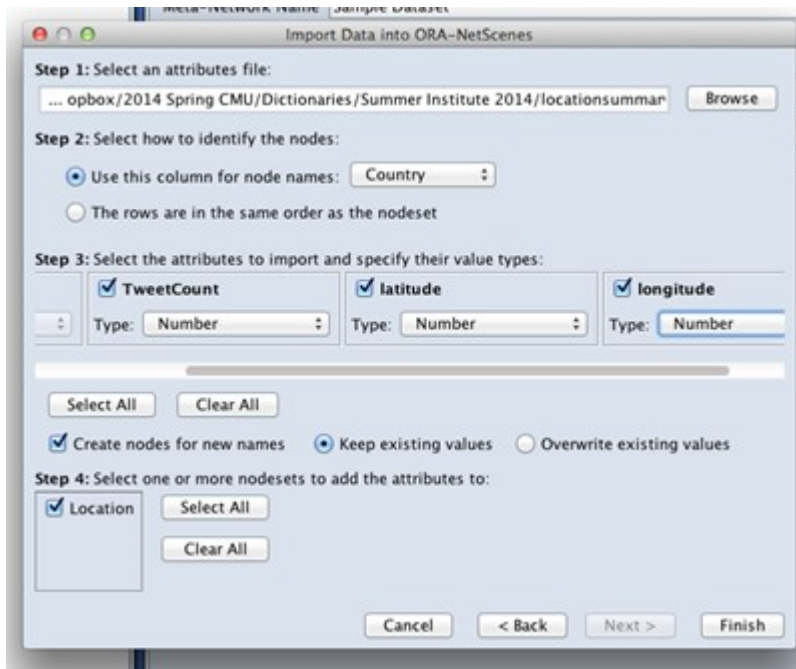 Meta-Network Name Sample Dataset
Import Data into ORA-NetScenes
Step 1: Select an attributes file:
... opbox/2014 Spring CMU/Dictionaries/Summer Institute 2014/locationsummar Browse
Step 2: Select how to identify the nodes:
Use this column for node names: Country
The rows are in the same order as the nodeset
Step 3: Select the attributes to import and specify their value types:
TweetCount latitude longitude
Type: Number Type: Number Type: Number
Select All Clear All
Create nodes for new names Keep existing values Overwrite existing values
Step 4: Select one or more nodesets to add the attributes to:
Location Select All
Clear All
Cancel < Back Next > Finish